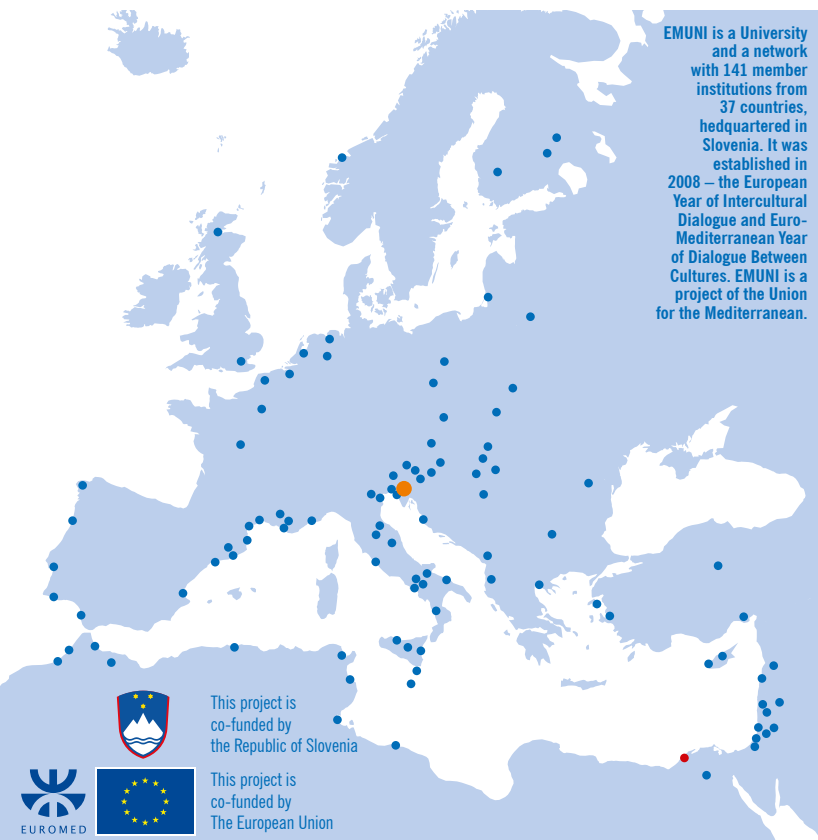 EMUNI is a University
and a network
with 141 member
institutions from
37 countries,
hedquartered in
Slovenia. It was
established in
2008 – the European
Year of Intercultural
Dialogue and Euro-
Mediterranean Year
of Dialogue Between
Cultures. EMUNI is a
project of the Union
for the Mediterranean.
This project is
co-funded by
the Republic of Slovenia
This project is
co-funded by
The European Union
EUROMED